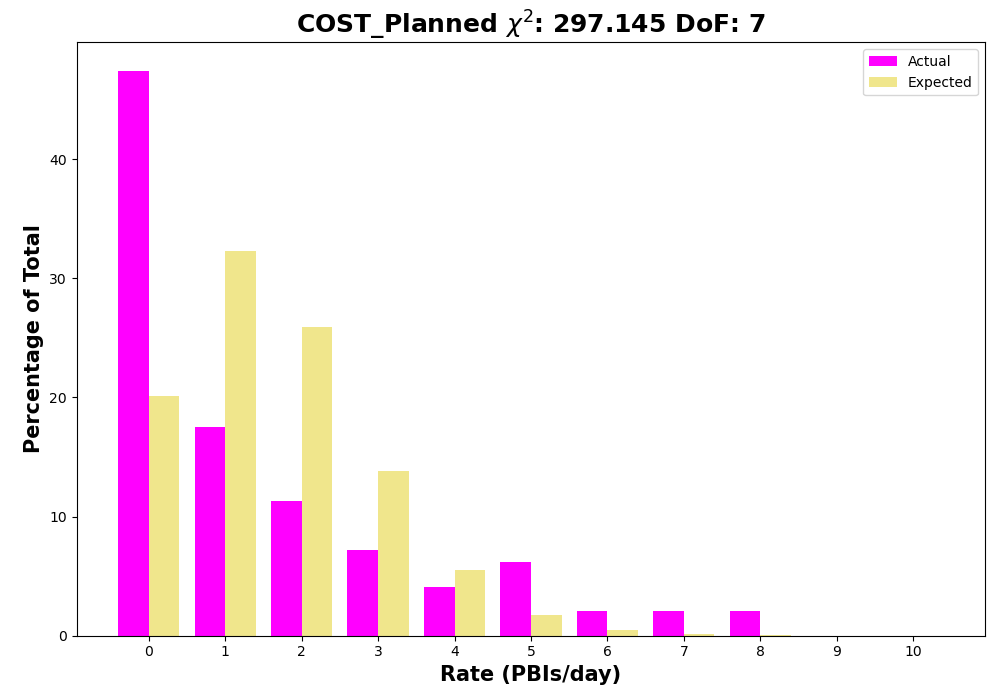 COST_Planned χ²: 297.145 DoF: 7
Actual
Expected
Percentage of Total
40
30
20
10
0
0 1 2 3 4 5 6 7 8 9 10
Rate (PBIs/day)